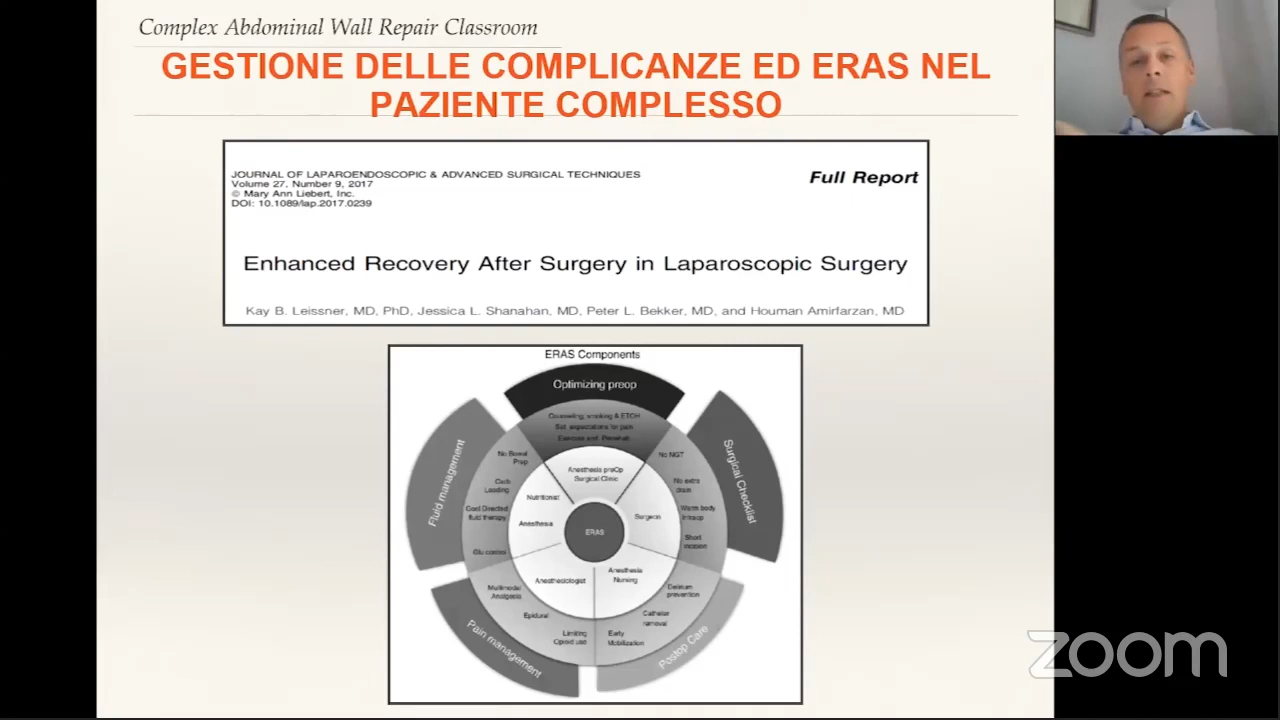 Complex Abdominal Wall Repair Classroom
GESTIONE DELLE COMPLICANZE ED ERAS NEL
PAZIENTE COMPLESSO
JOURNAL OF LAPAROENDOSCOPIC & ADVANCED SURGICAL TECHNIQUES
Volume 27, Number 9, 2017
© Mary Ann Liebert, Inc.
DOI: 10.1089/lap.2017.0239
Full Report
Enhanced Recovery After Surgery in Laparoscopic Surgery
Kay B. Leissner, MD, PhD, Jessica L. Shanahan, MD, Peter L. Bekker, MD, and Houman Amirfarzan, MD
ERAS Components
Optimizing preop
Counseling, smoking & ETOH
Set expectations for pain
Exercise and Prehab
Anesthesia preOp
Surgical Clinic
Surgical Checklist
No NGT
No extra
drain
Warm body
intraop
Short
incision
Surgeon
Postop Care
Delirium
prevention
Catheter
removal
Early
Mobilization
Anesthesia
Nursing
Pain management
Multimodal
Analgesia
Epidural
Limiting
Opioid use
Anesthesiologist
Fluid management
No Bowel
Prep
Carb
Loading
Goal Directed
fluid therapy
Glu control
Nutritionist
Anesthesia
ERAS
zoom